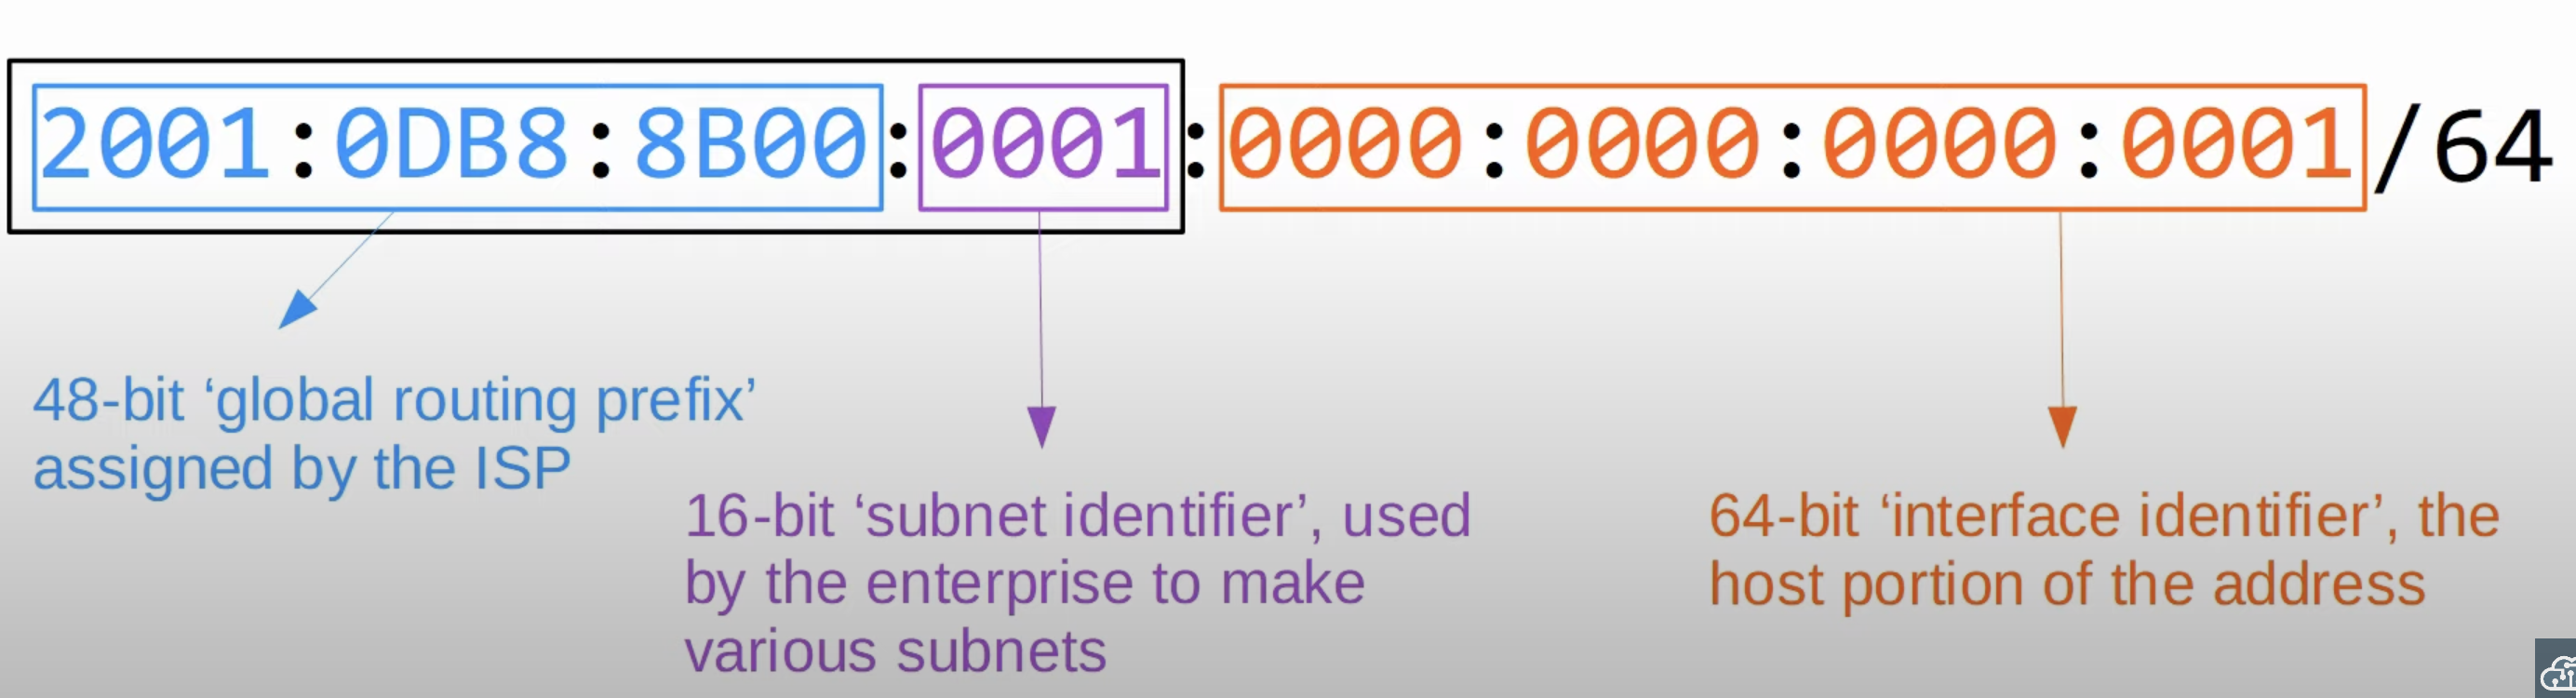 2001:0DB8:8B00:0001:0000:0000:0000:0001/64
48-bit ‘global routing prefix’
assigned by the ISP
16-bit ‘subnet identifier’, used
by the enterprise to make
various subnets
64-bit ‘interface identifier’, the
host portion of the address